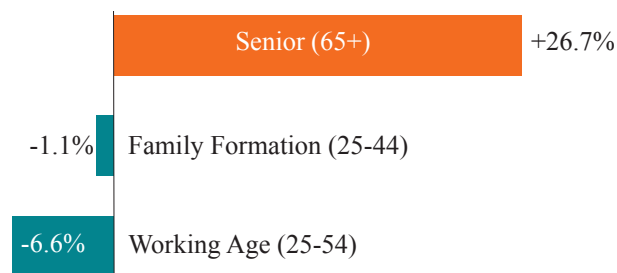 Senior (65+) +26.7%
-1.1% Family Formation (25-44)
-6.6% Working Age (25-54)